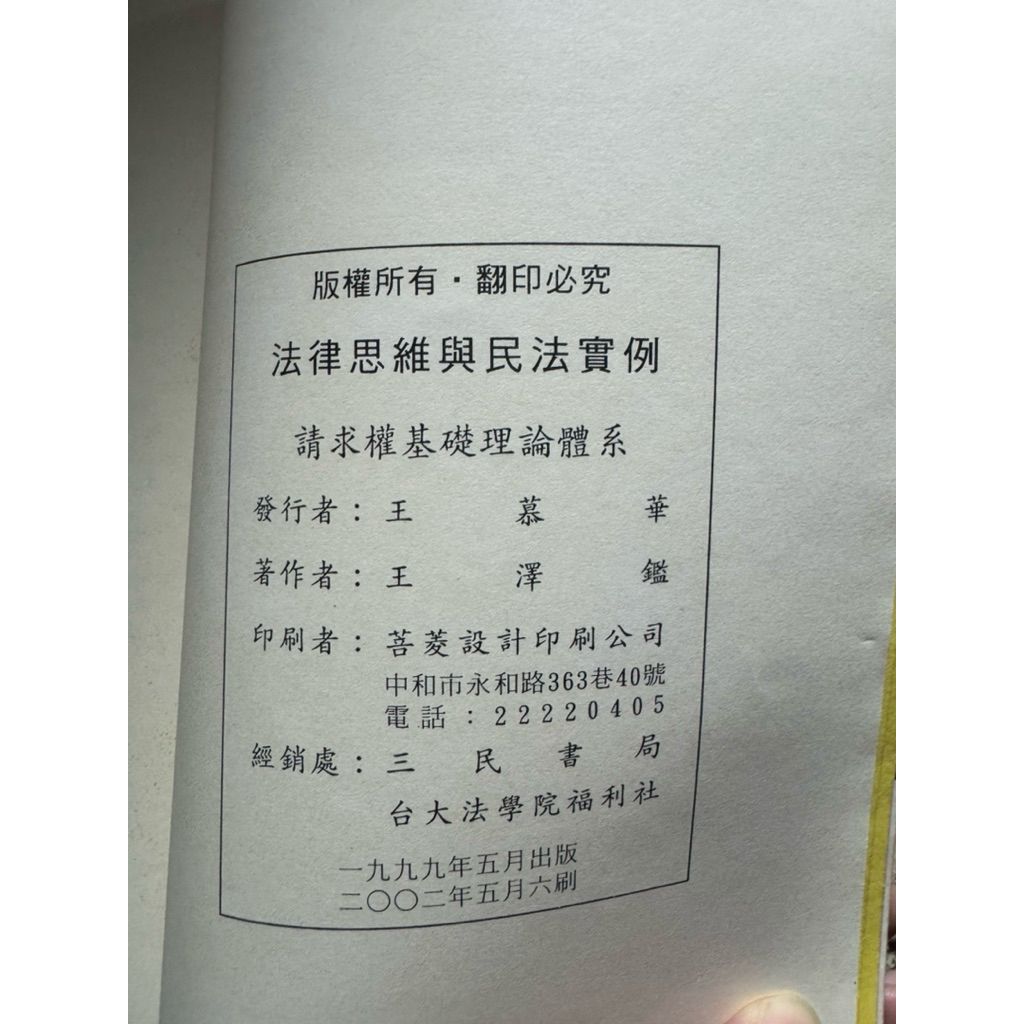 版權所有・翻印必究
法律思維與民法實例
請求權基礎理論體系
發行者：王慕華
著作者：王澤鑑
印刷者：菩菱設計印刷公司
中和市永和路363巷40號
電話：22220405
經銷處：三民書局
台大法學院福利社
一九九九年五月出版
二〇〇二年五月六刷